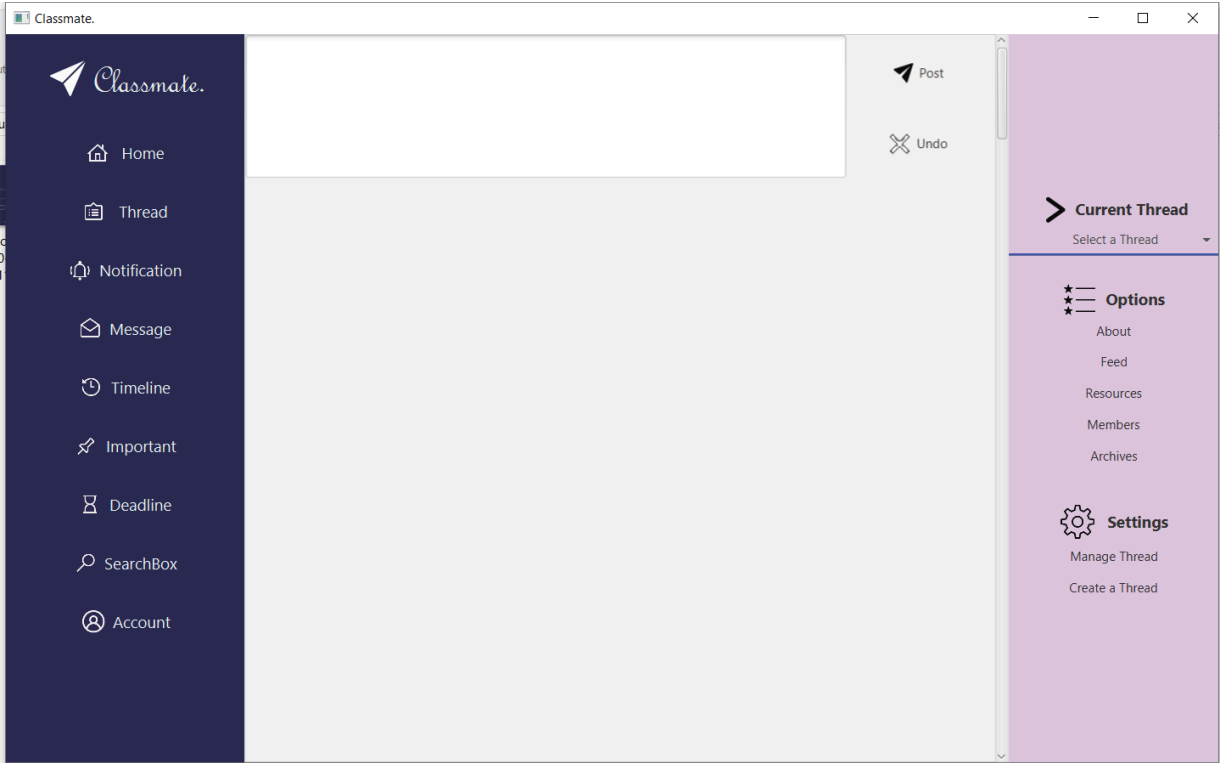 Classmate.
Classmate.
Home
Thread
Notification
Message
Timeline
Important
Deadline
SearchBox
Account
Post
Undo
Current Thread
Select a Thread
Options
About
Feed
Resources
Members
Archives
Settings
Manage Thread
Create a Thread